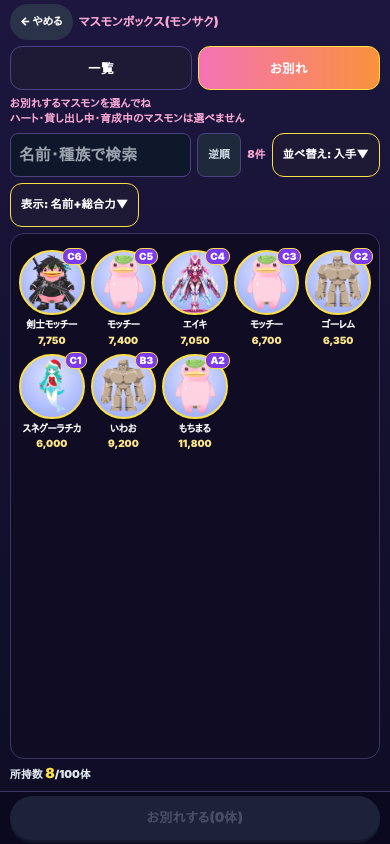 ← やめる マスモンボックス(モンサク)
一覧 お別れ
お別れするマスモンを選んでね
ハート・貸し出し中・育成中のマスモンは選べません
名前・種族で検索 逆順 8件 並べ替え: 入手▼
表示: 名前+総合力▼
C6 C5 C4 C3 C2
剣士モッチー モッチー エイキ モッチー ゴーレム
7,750 7,400 7,050 6,700 6,350
C1 B3 A2
スネグーラチカ いわお もちまる
6,000 9,200 11,800
所持数 8/100体
お別れする(0体)